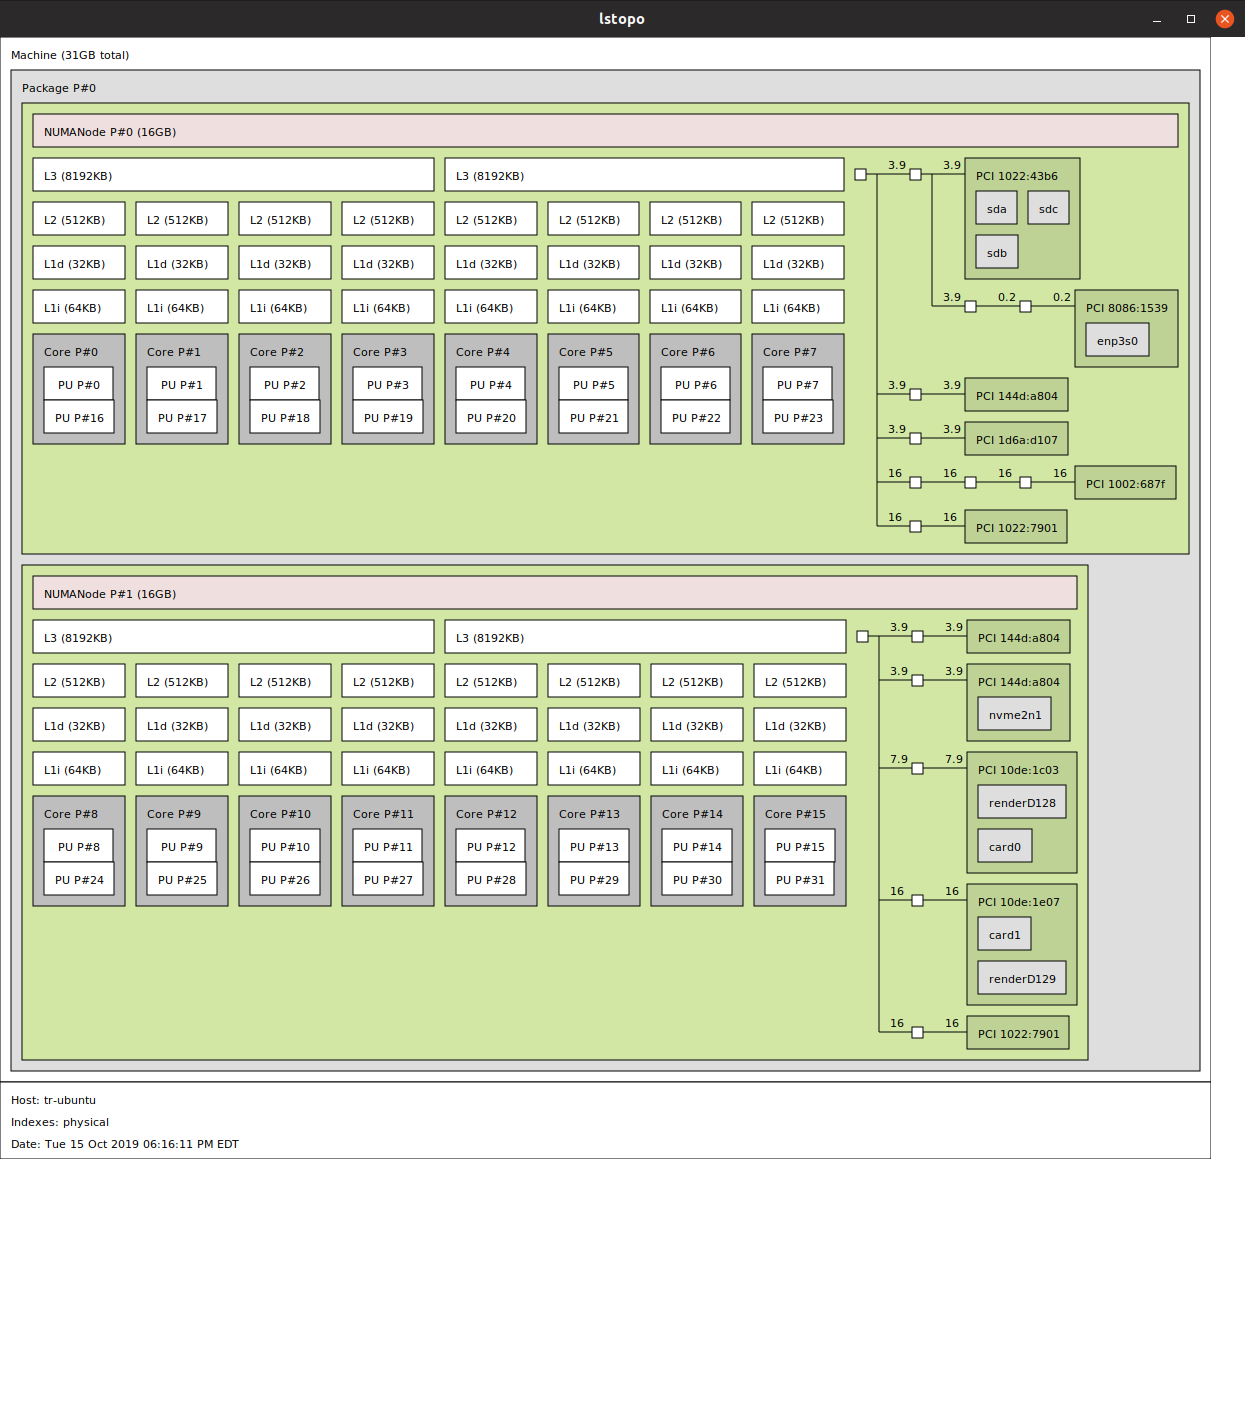 lstopo
Machine (31GB total)
Package P#0
NUMANode P#0 (16GB)
L3 (8192KB) L3 (8192KB)
L2 (512KB) L2 (512KB) L2 (512KB) L2 (512KB) L2 (512KB) L2 (512KB) L2 (512KB) L2 (512KB)
L1d (32KB) L1d (32KB) L1d (32KB) L1d (32KB) L1d (32KB) L1d (32KB) L1d (32KB) L1d (32KB)
L1i (64KB) L1i (64KB) L1i (64KB) L1i (64KB) L1i (64KB) L1i (64KB) L1i (64KB) L1i (64KB)
Core P#0 Core P#1 Core P#2 Core P#3 Core P#4 Core P#5 Core P#6 Core P#7
PU P#0 PU P#1 PU P#2 PU P#3 PU P#4 PU P#5 PU P#6 PU P#7
PU P#16 PU P#17 PU P#18 PU P#19 PU P#20 PU P#21 PU P#22 PU P#23
3.9 3.9 PCI 1022:43b6
sda sdc
sdb
3.9 0.2 0.2 PCI 8086:1539
enp3s0
3.9 3.9 PCI 144d:a804
3.9 3.9 PCI 1d6a:d107
16 16 16 16 PCI 1002:687f
16 16 PCI 1022:7901
NUMANode P#1 (16GB)
L3 (8192KB) L3 (8192KB)
L2 (512KB) L2 (512KB) L2 (512KB) L2 (512KB) L2 (512KB) L2 (512KB) L2 (512KB) L2 (512KB)
L1d (32KB) L1d (32KB) L1d (32KB) L1d (32KB) L1d (32KB) L1d (32KB) L1d (32KB) L1d (32KB)
L1i (64KB) L1i (64KB) L1i (64KB) L1i (64KB) L1i (64KB) L1i (64KB) L1i (64KB) L1i (64KB)
Core P#8 Core P#9 Core P#10 Core P#11 Core P#12 Core P#13 Core P#14 Core P#15
PU P#8 PU P#9 PU P#10 PU P#11 PU P#12 PU P#13 PU P#14 PU P#15
PU P#24 PU P#25 PU P#26 PU P#27 PU P#28 PU P#29 PU P#30 PU P#31
3.9 3.9 PCI 144d:a804
3.9 3.9 PCI 144d:a804
nvme2n1
7.9 7.9 PCI 10de:1c03
renderD128
card0
16 16 PCI 10de:1e07
card1
renderD129
16 16 PCI 1022:7901
Host: tr-ubuntu
Indexes: physical
Date: Tue 15 Oct 2019 06:16:11 PM EDT